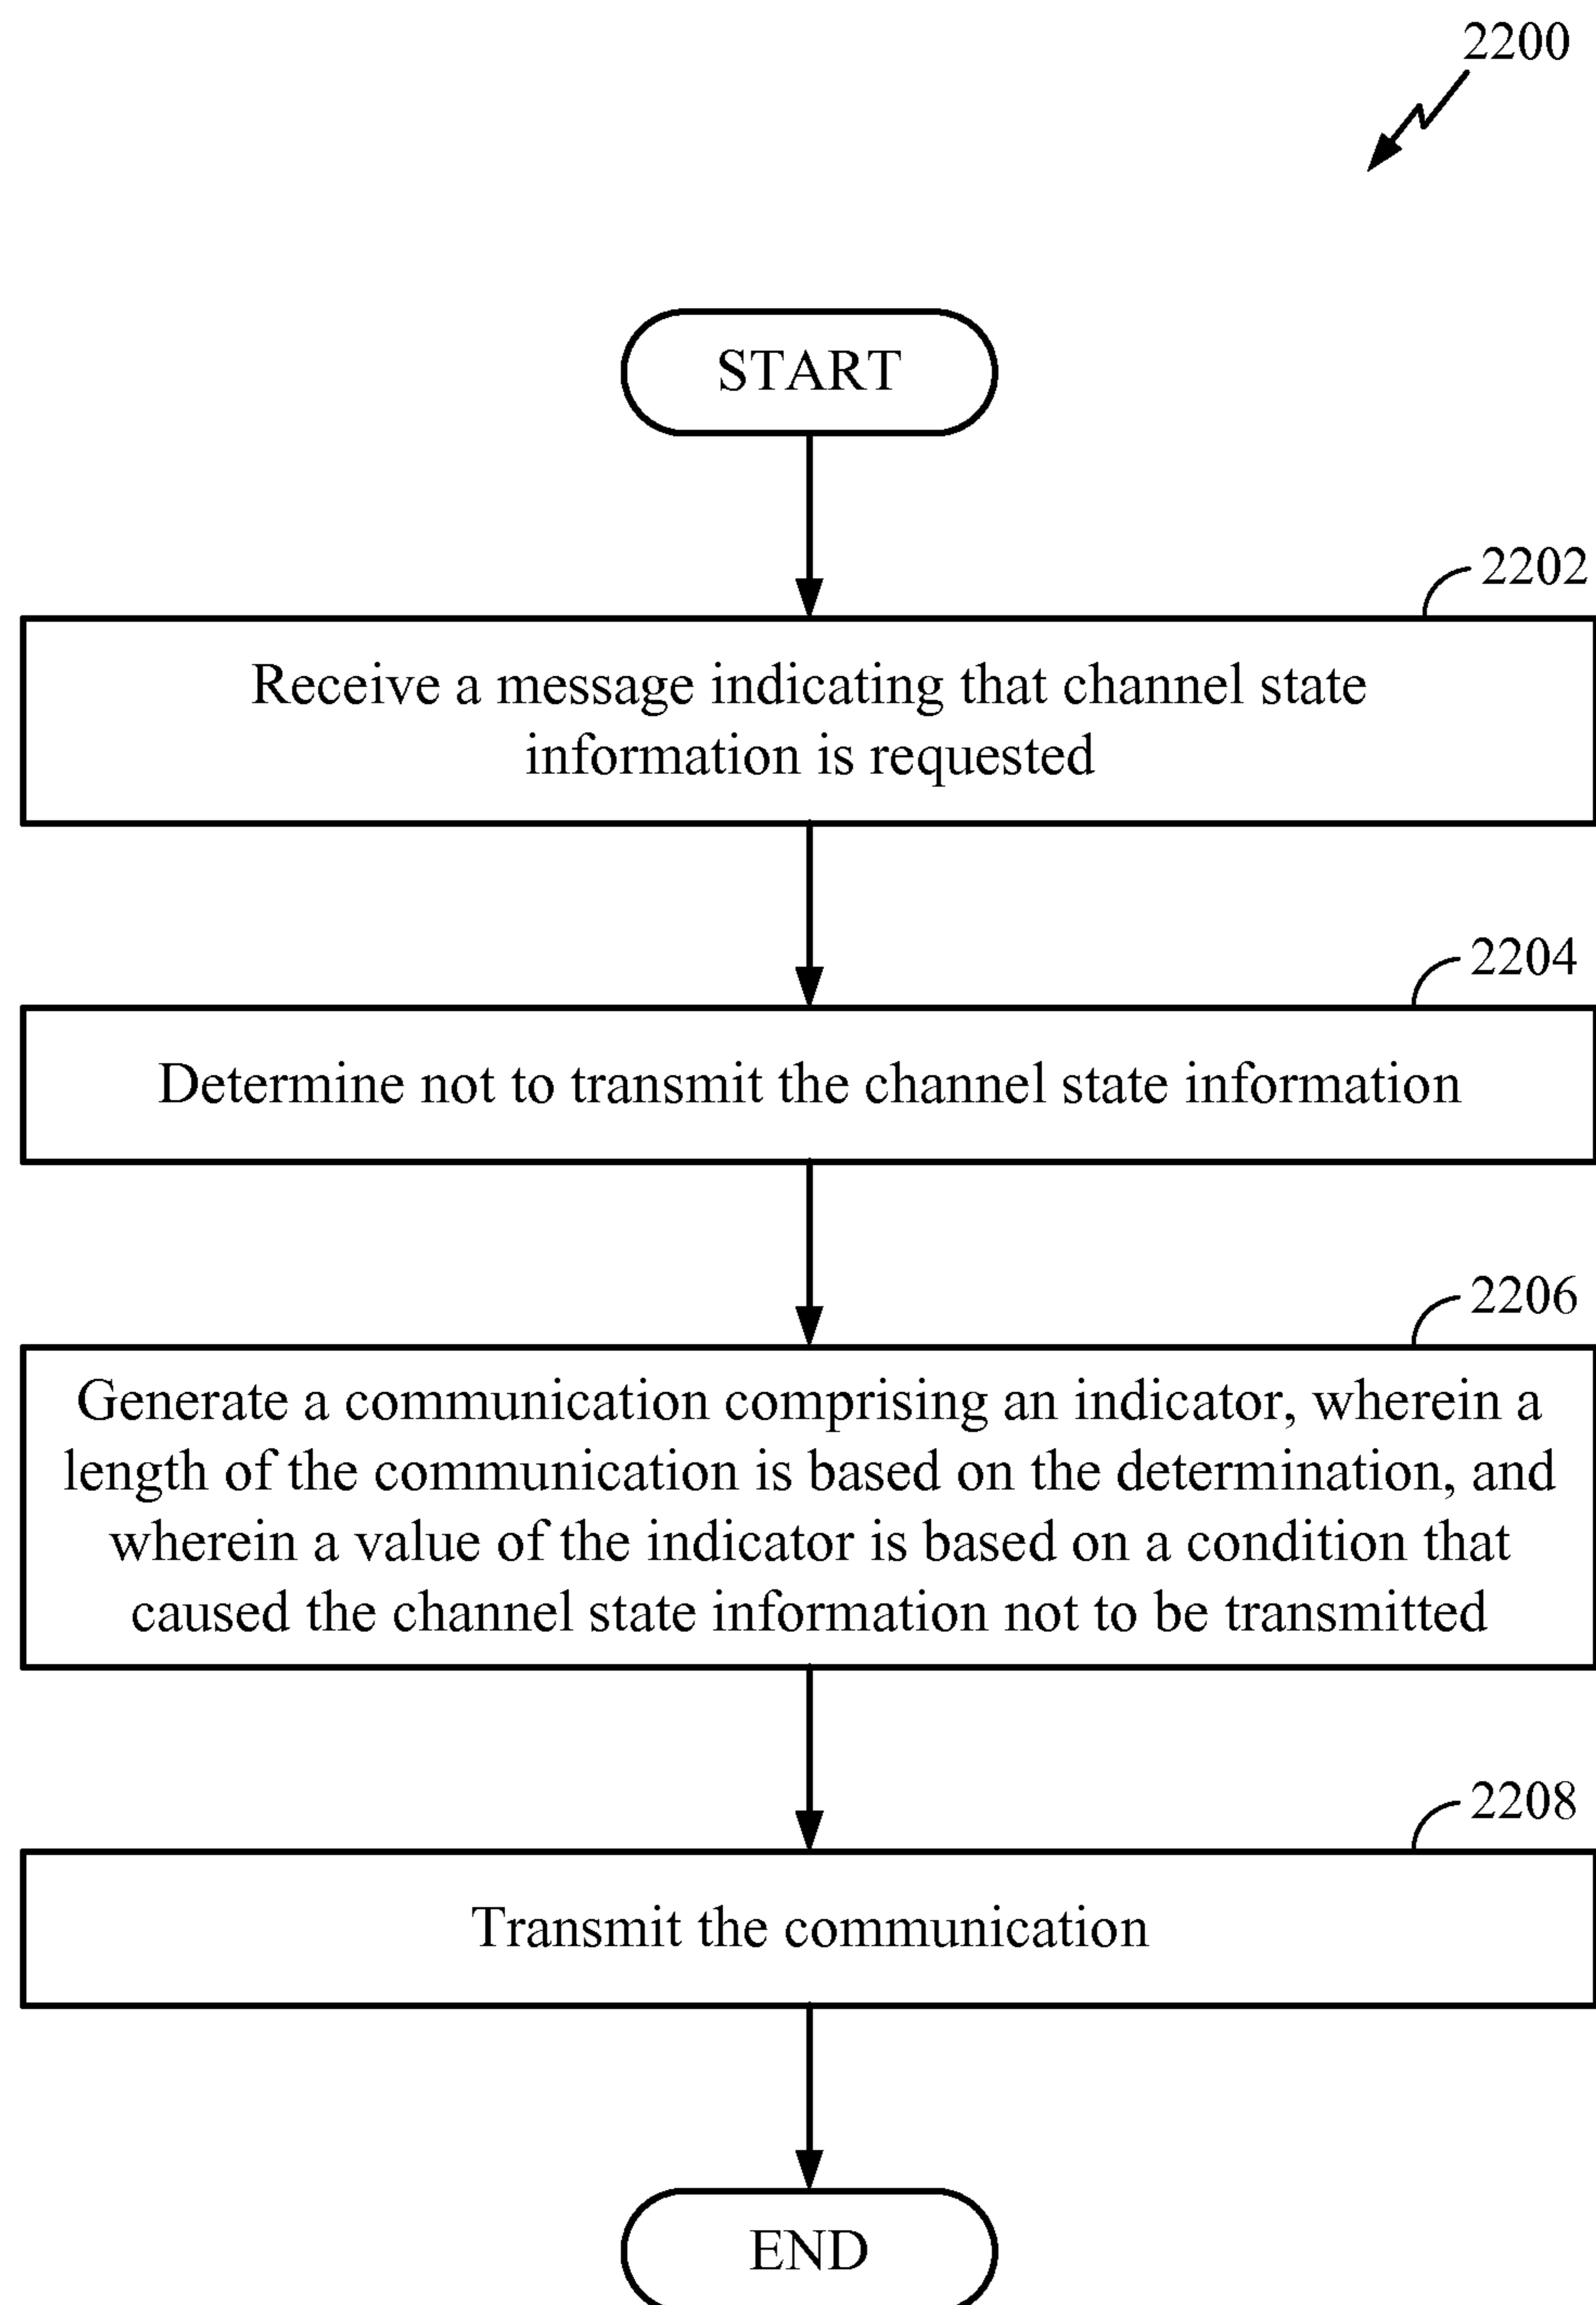 2200
START
2202
Receive a message indicating that channel state
information is requested
2204
Determine not to transmit the channel state information
2206
Generate a communication comprising an indicator, wherein a
length of the communication is based on the determination, and
wherein a value of the indicator is based on a condition that
caused the channel state information not to be transmitted
2208
Transmit the communication
END